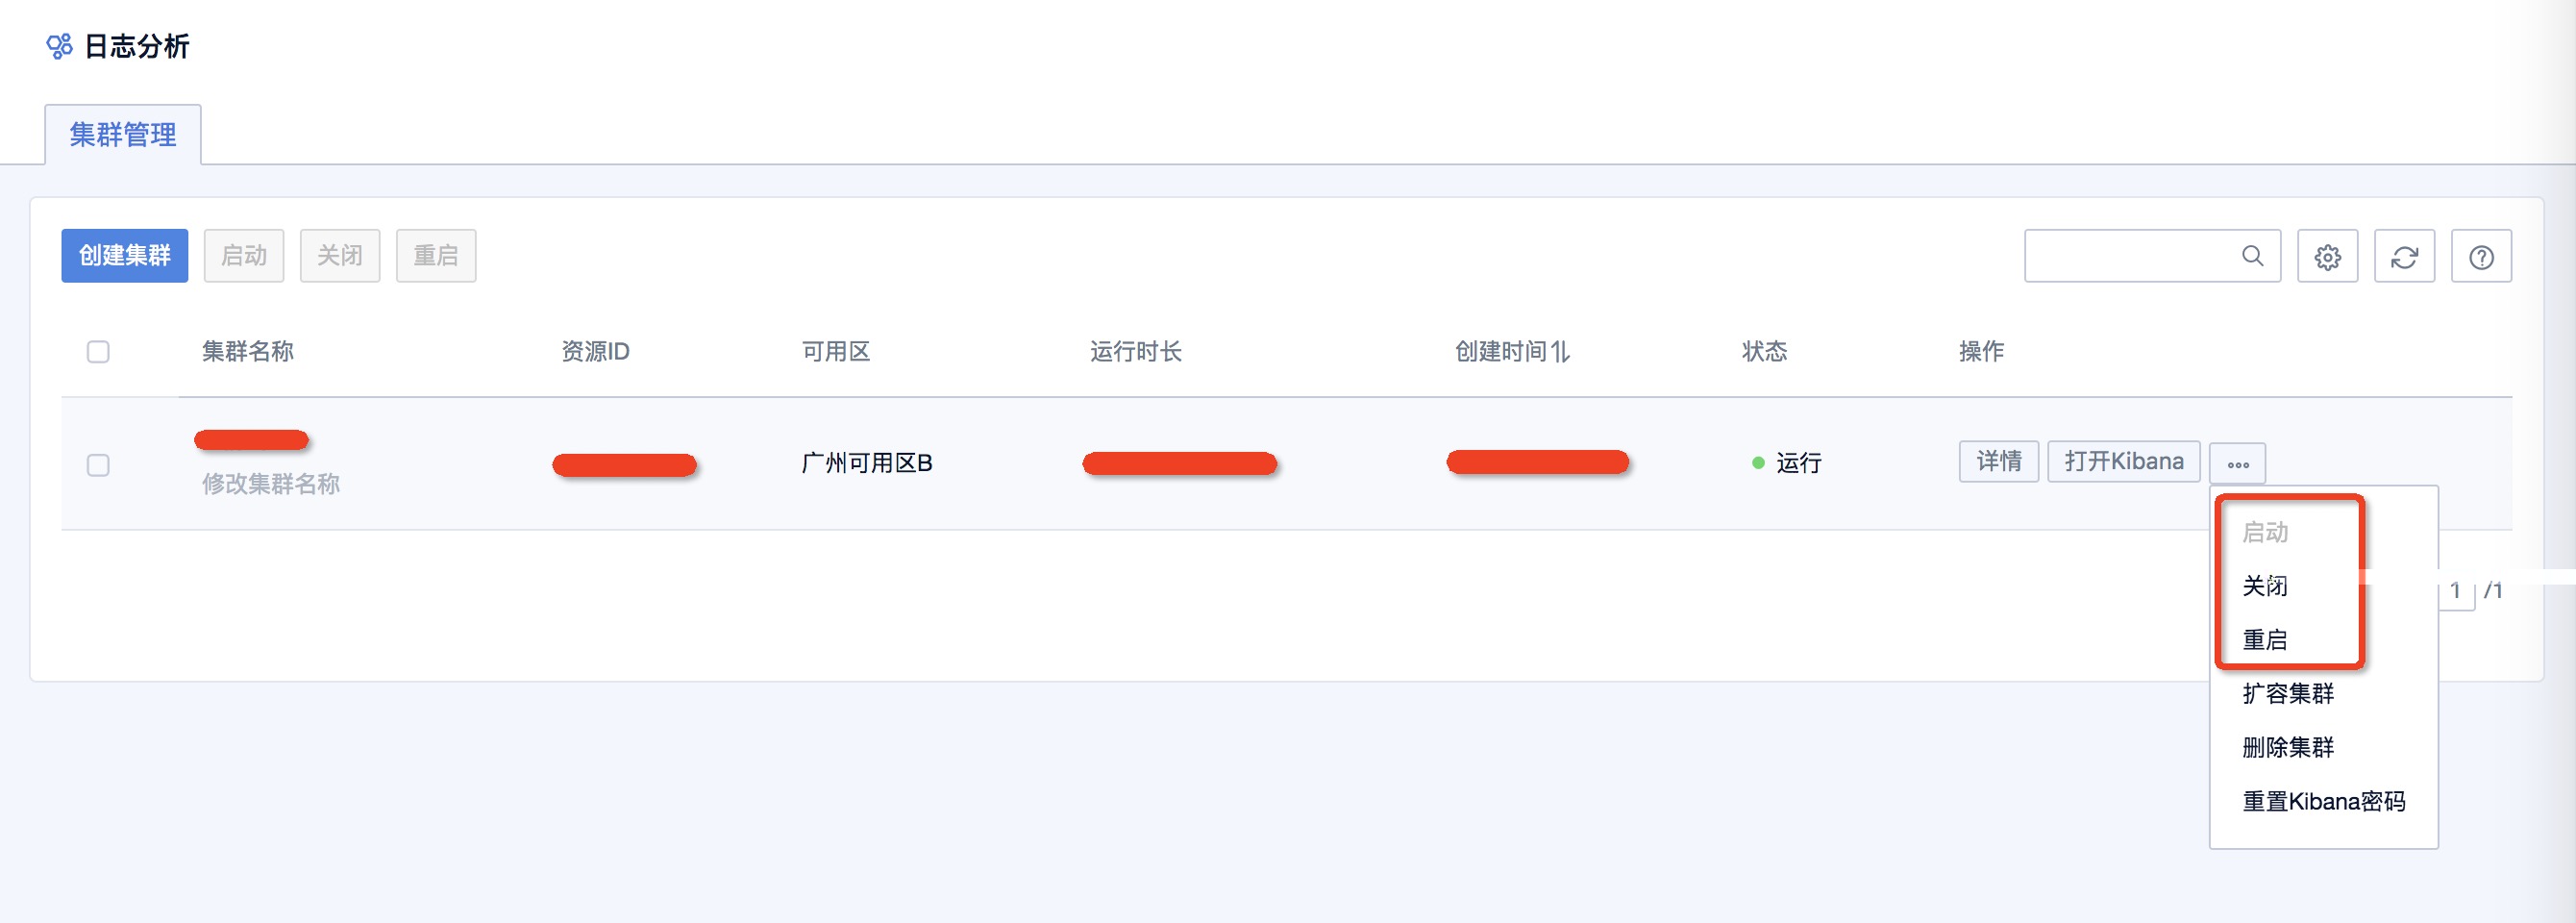 日志分析
集群管理
创建集群 启动 关闭 重启
集群名称 资源ID 可用区 运行时长 创建时间 状态 操作
修改集群名称 广州可用区B 运行 详情 打开Kibana
启动
关闭
1 /1
重启
扩容集群
删除集群
重置Kibana密码